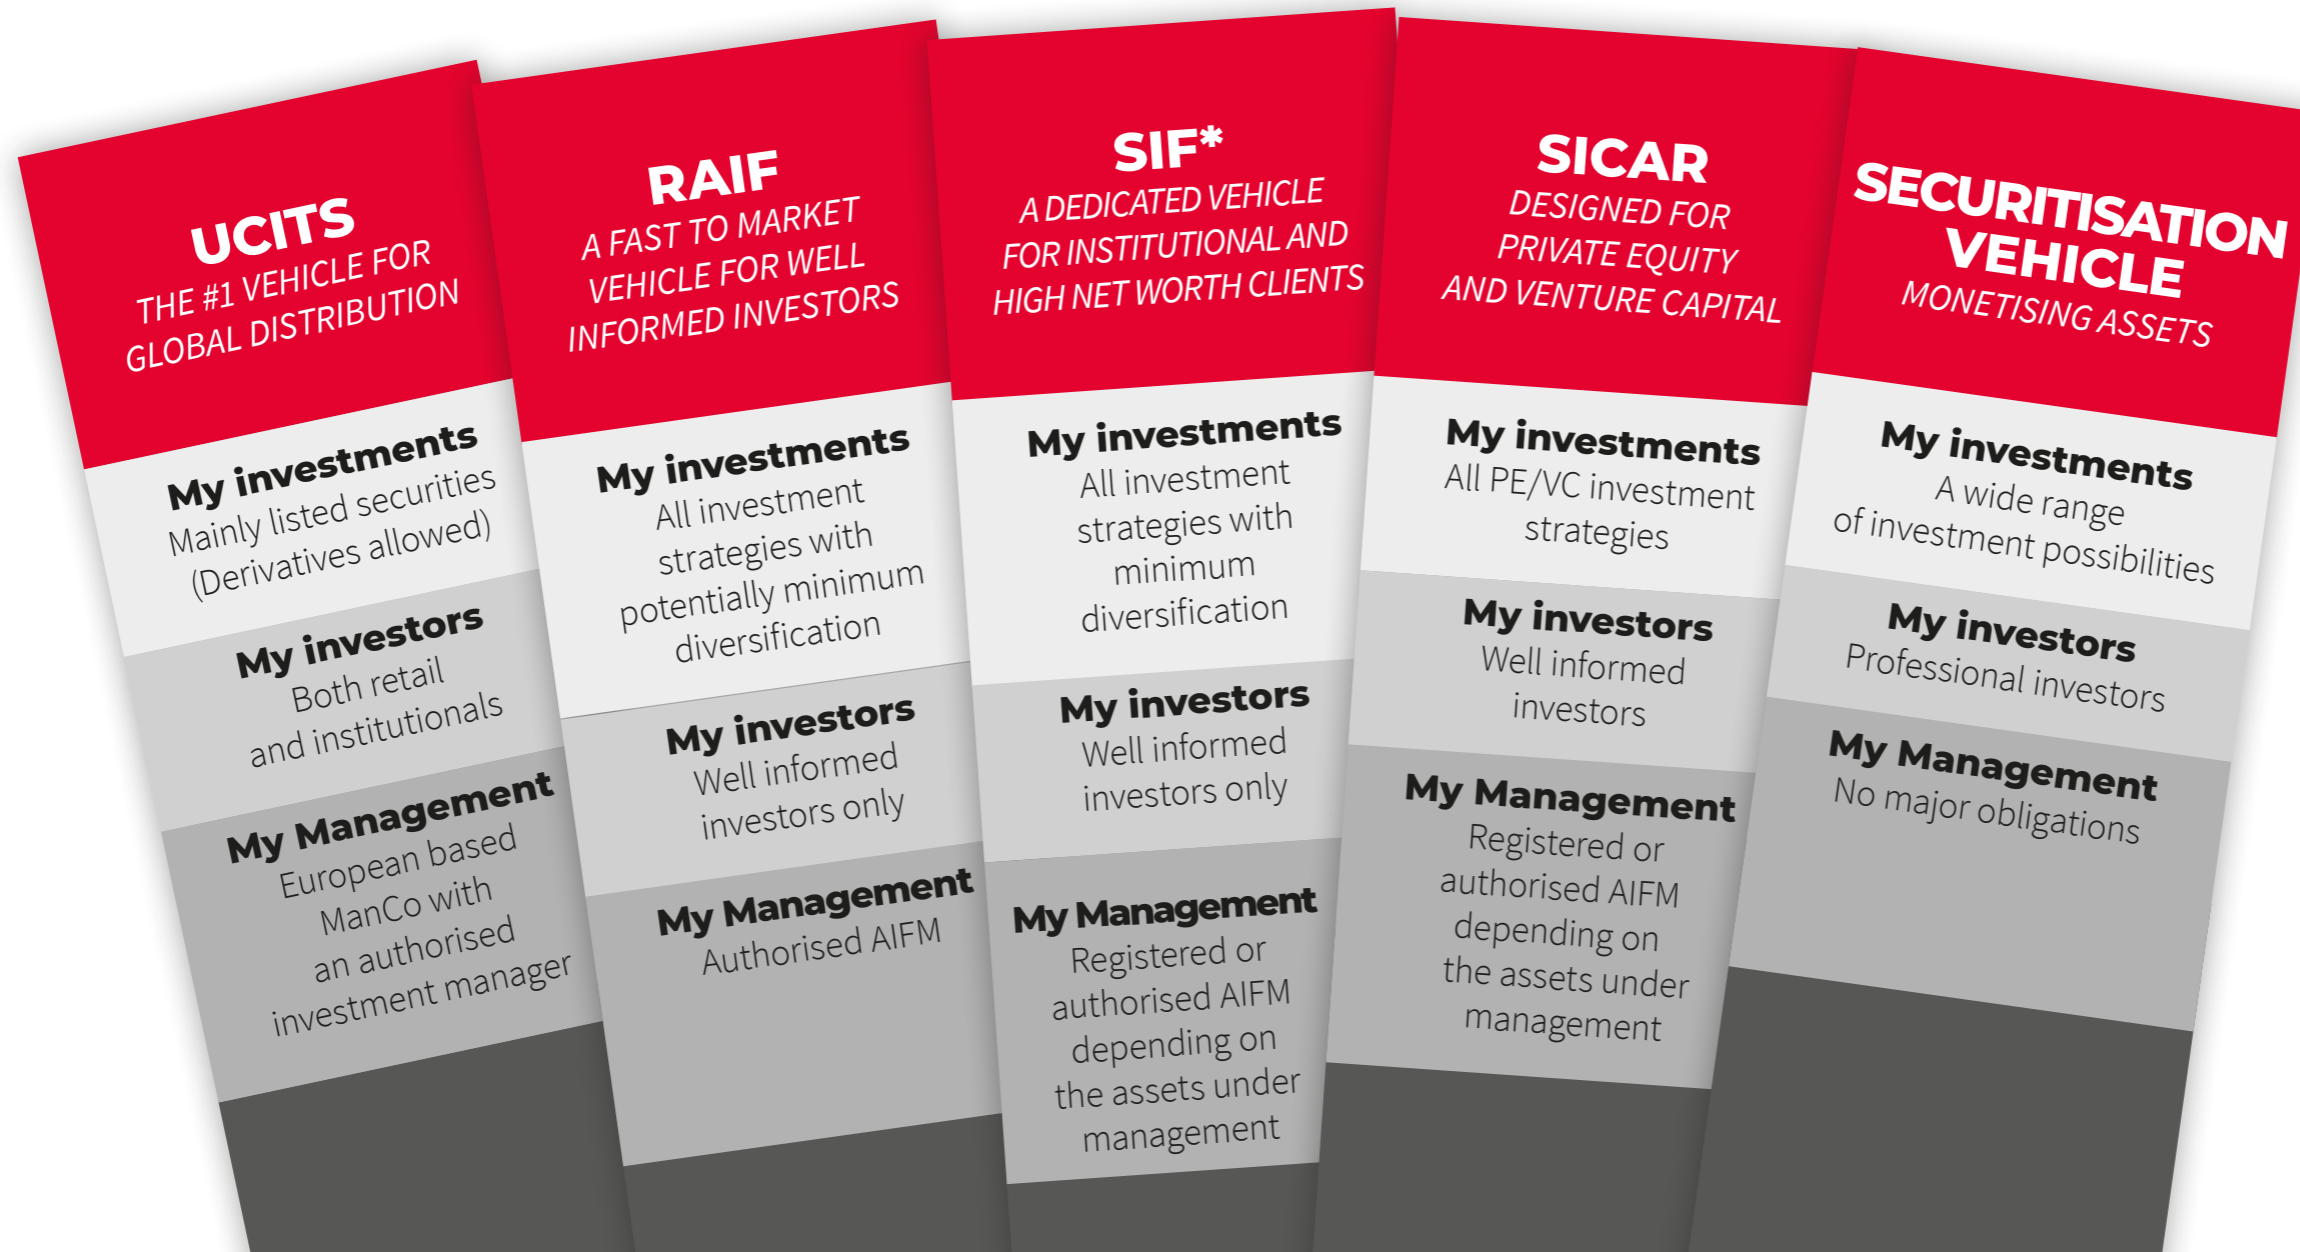 UCITS
THE #1 VEHICLE FOR
GLOBAL DISTRIBUTION
My investments
Mainly listed securities
(Derivatives allowed)
My investors
Both retail
and institutionals
My Management
European based
ManCo with
an authorised
investment manager
RAIF
A FAST TO MARKET
VEHICLE FOR WELL
INFORMED INVESTORS
My investments
All investment
strategies with
potentially minimum
diversification
My investors
Well informed
investors only
My Management
Authorised AIFM
SIF*
A DEDICATED VEHICLE
FOR INSTITUTIONAL AND
HIGH NET WORTH CLIENTS
My investments
All investment
strategies with
minimum
diversification
My investors
Well informed
investors only
My Management
Registered or
authorised AIFM
depending on
the assets under
management
SICAR
DESIGNED FOR
PRIVATE EQUITY
AND VENTURE CAPITAL
My investments
All PE/VC investment
strategies
My investors
Well informed
investors
My Management
Registered or
authorised AIFM
depending on
the assets under
management
SECURITISATION
VEHICLE
MONETISING ASSETS
My investments
A wide range
of investment possibilities
My investors
Professional investors
My Management
No major obligations